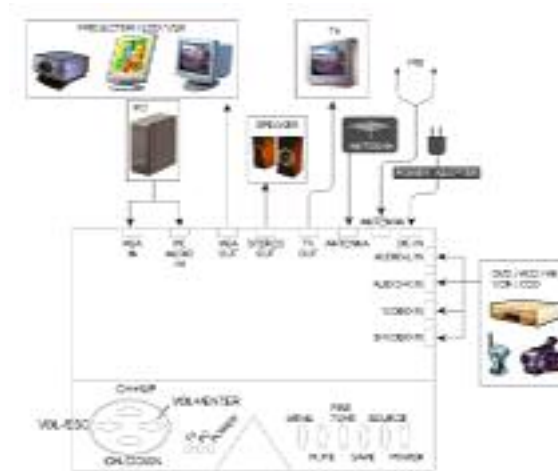 PROJECTOR / LCD / VGA
TV
PC
SPEAKER
ANTENNA
POWER ADAPTER
ANTENNA
VGA IN
PC AUDIO IN
VGA OUT
STEREO OUT
TV OUT
ANTENNA
DC IN
AUDIO-L IN
AUDIO-R IN
VIDEO IN
S-VIDEO IN
CH+/UP
VOL+/ENTER
VOL-/ESC
CH-/DOWN
MENU
MUTE
FINE TUNE
SAVE
SOURCE
POWER